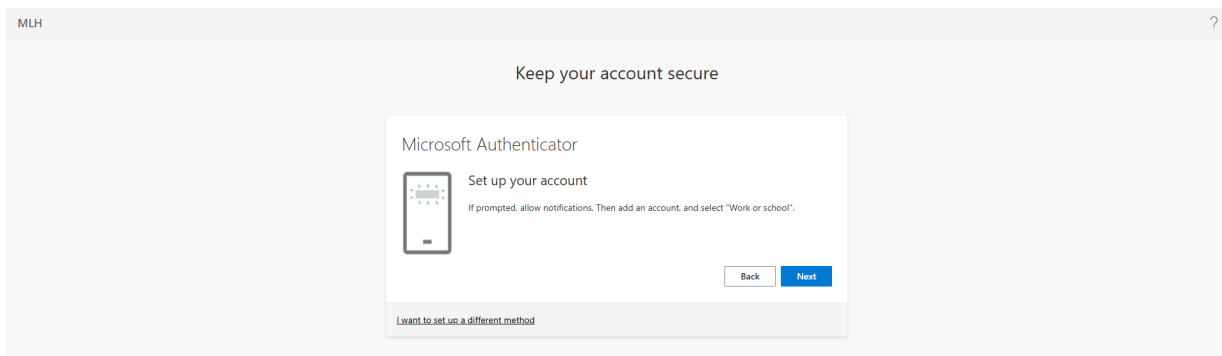 MLH
?
Keep your account secure
Microsoft Authenticator
Set up your account
If prompted, allow notifications. Then add an account, and select "Work or school".
Back
Next
I want to set up a different method